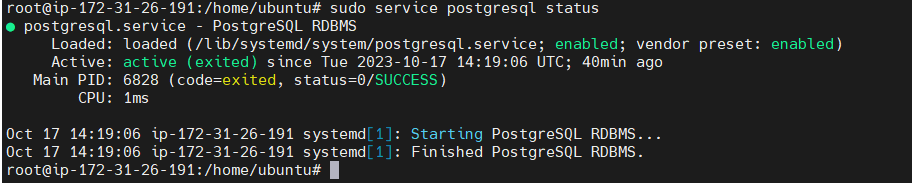 root@ip-172-31-26-191:/home/ubuntu# sudo service postgresql status
● postgresql.service - PostgreSQL RDBMS
     Loaded: loaded (/lib/systemd/system/postgresql.service; enabled; vendor preset: enabled)
     Active: active (exited) since Tue 2023-10-17 14:19:06 UTC; 40min ago
   Main PID: 6828 (code=exited, status=0/SUCCESS)
        CPU: 1ms

Oct 17 14:19:06 ip-172-31-26-191 systemd[1]: Starting PostgreSQL RDBMS...
Oct 17 14:19:06 ip-172-31-26-191 systemd[1]: Finished PostgreSQL RDBMS.
root@ip-172-31-26-191:/home/ubuntu#